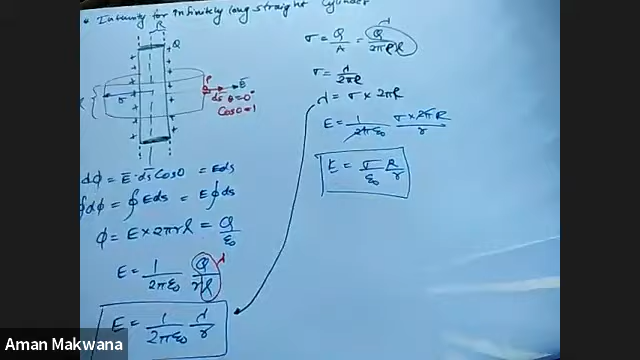 • Intensity for infinitely long straight Cylinder
R
Q
+ + + + + + +
r
l
P
ds
E
θ=0°
Cosθ=1
dϕ = E·ds Cosθ = Eds
∮dϕ = ∮Eds = E∮ds
ϕ = E×2πrl = Q/ε₀
E = 1/2πε₀ Q/rl λ
E = 1/2πε₀ λ/r
σ = Q/A = Q/2πRl λ
σ = λ/2πR
λ = σ × 2πR
E = 1/2πε₀ σ×2πR/r
E = σ/ε₀ R/r
Aman Makwana